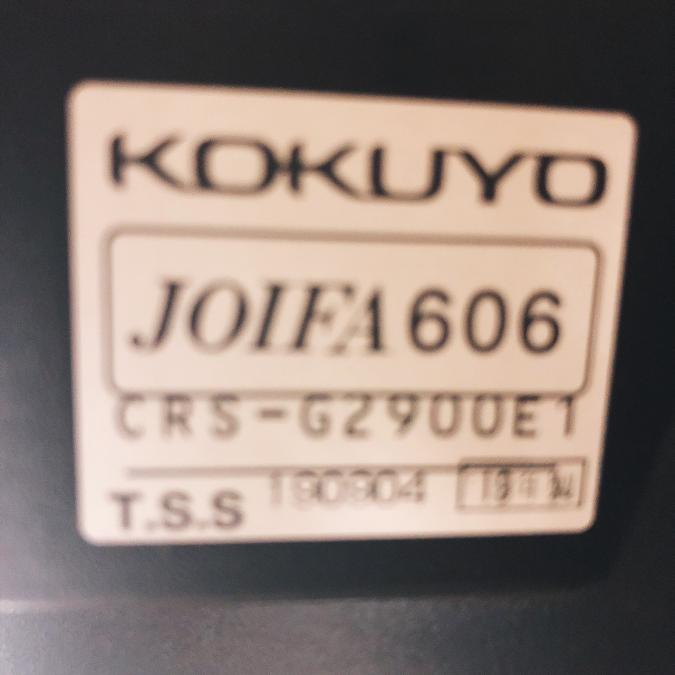 KOKUYO
JOIFA 606
CRS-G2900E1
T.S.S 190904